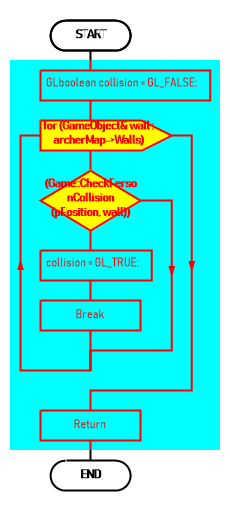 START
GLboolean collision = GL_FALSE;
for (GameObject& wall :
archerMap->Walls)
(Game::CheckPerso
nCollision
(pPosition, wall))
collision = GL_TRUE;
Break
Return
END